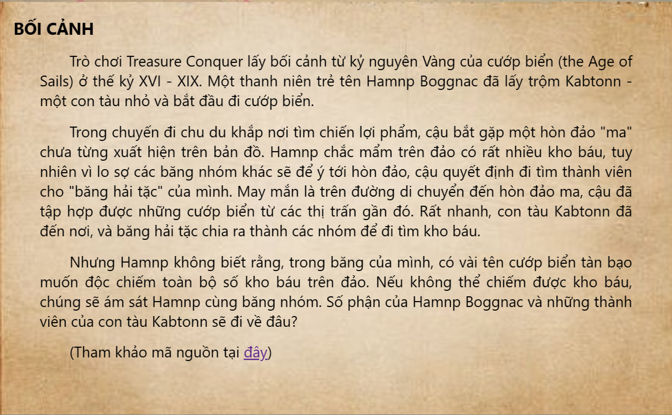 BỐI CẢNH
Trò chơi Treasure Conquer lấy bối cảnh từ kỷ nguyên Vàng của cướp biển (the Age of
Sails) ở thế kỷ XVI - XIX. Một thanh niên trẻ tên Hamnp Boggnac đã lấy trộm Kabtonn -
một con tàu nhỏ và bắt đầu đi cướp biển.
Trong chuyến đi chu du khắp nơi tìm chiến lợi phẩm, cậu bắt gặp một hòn đảo "ma"
chưa từng xuất hiện trên bản đồ. Hamnp chắc mẩm trên đảo có rất nhiều kho báu, tuy
nhiên vì lo sợ các băng nhóm khác sẽ để ý tới hòn đảo, cậu quyết định đi tìm thành viên
cho "băng hải tặc" của mình. May mắn là trên đường di chuyển đến hòn đảo ma, cậu đã
tập hợp được những cướp biển từ các thị trấn gần đó. Rất nhanh, con tàu Kabtonn đã
đến nơi, và băng hải tặc chia ra thành các nhóm để đi tìm kho báu.
Nhưng Hamnp không biết rằng, trong băng của mình, có vài tên cướp biển tàn bạo
muốn độc chiếm toàn bộ số kho báu trên đảo. Nếu không thể chiếm được kho báu,
chúng sẽ ám sát Hamnp cùng băng nhóm. Số phận của Hamnp Boggnac và những thành
viên của con tàu Kabtonn sẽ đi về đâu?
(Tham khảo mã nguồn tại đây)